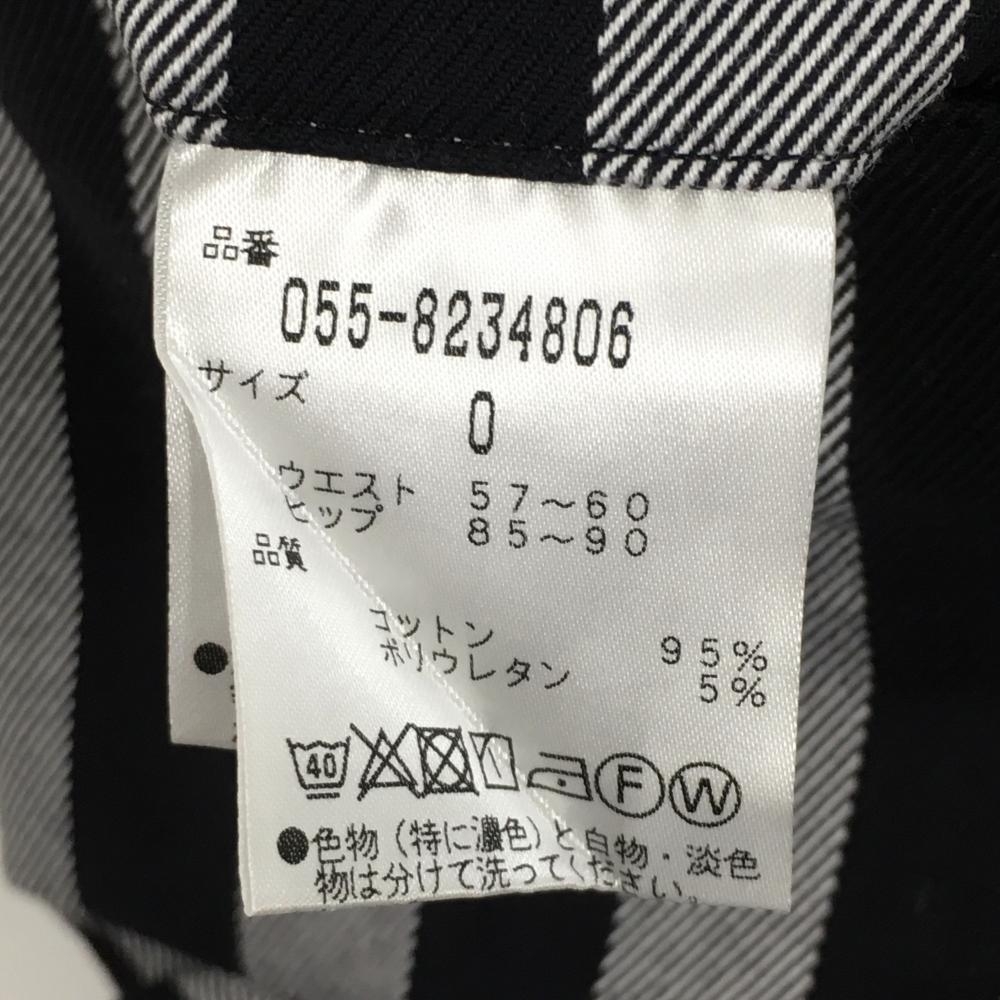 品番
055-8234806
サイズ
0
ウエスト 57～60
ヒップ 85～90
品質
コットン 95%
ポリウレタン 5%
40 F W
●色物（特に濃色）と白物・淡色
物は分けて洗ってください。
●